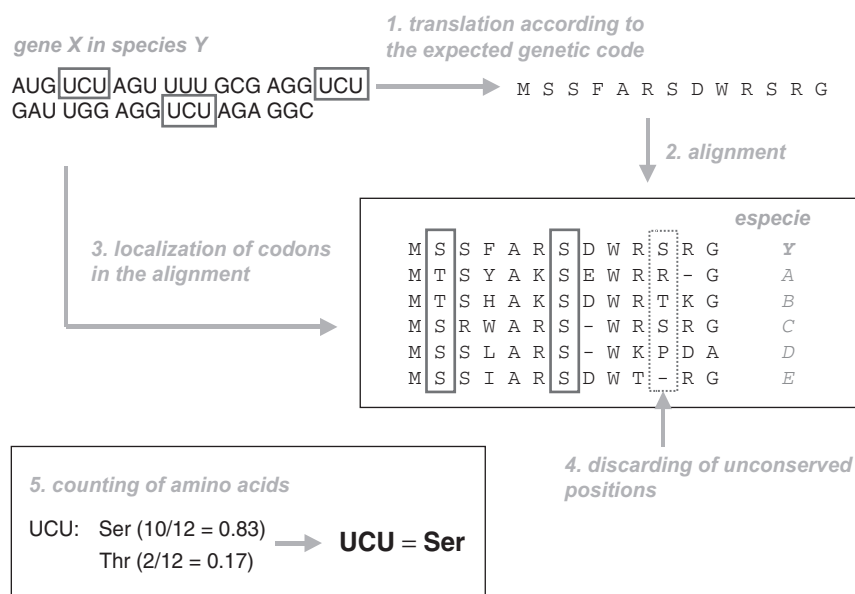 gene X in species Y
AUG UCU AGU UUU GCG AGG UCU
GAU UGG AGG UCU AGA GGC
1. translation according to
the expected genetic code
M S S F A R S D W R S R G
2. alignment
3. localization of codons
in the alignment
especie
M S S F A R S D W R S R G Y
M T S Y A K S E W R R - G A
M T S H A K S D W R T K G B
M S R W A R S - W R S R G C
M S S L A R S - W K P D A D
M S S I A R S D W T - R G E
4. discarding of unconserved
positions
5. counting of amino acids
UCU: Ser (10/12 = 0.83)
Thr (2/12 = 0.17)
UCU = Ser